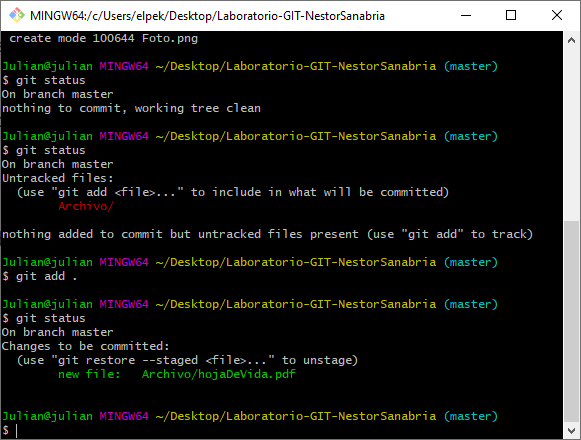 MINGW64:/c/Users/elpek/Desktop/Laboratorio-GIT-NestorSanabria
create mode 100644 Foto.png
Julian@julian MINGW64 ~/Desktop/Laboratorio-GIT-NestorSanabria (master)
$ git status
On branch master
nothing to commit, working tree clean
Julian@julian MINGW64 ~/Desktop/Laboratorio-GIT-NestorSanabria (master)
$ git status
On branch master
Untracked files:
(use "git add <file>..." to include in what will be committed)
Archivo/
nothing added to commit but untracked files present (use "git add" to track)
Julian@julian MINGW64 ~/Desktop/Laboratorio-GIT-NestorSanabria (master)
$ git add .
Julian@julian MINGW64 ~/Desktop/Laboratorio-GIT-NestorSanabria (master)
$ git status
On branch master
Changes to be committed:
(use "git restore --staged <file>..." to unstage)
new file:   Archivo/hojaDeVida.pdf
Julian@julian MINGW64 ~/Desktop/Laboratorio-GIT-NestorSanabria (master)
$